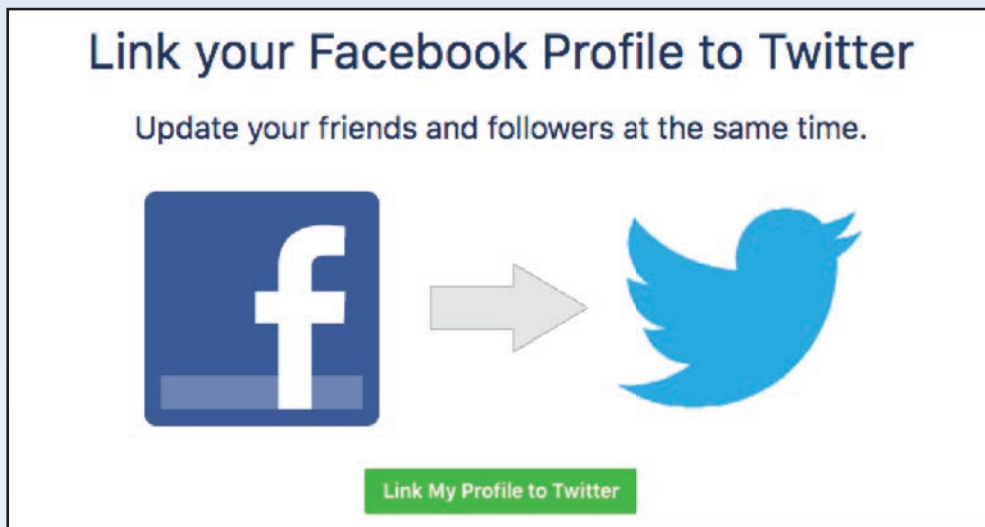 Link your Facebook Profile to Twitter
Update your friends and followers at the same time.
f
Link My Profile to Twitter